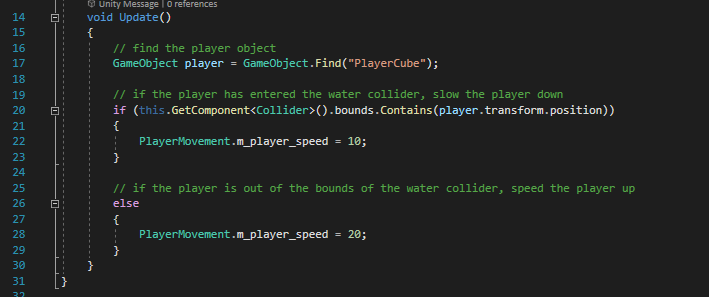 Unity Message | 0 references
14 void Update()
15 {
16 // find the player object
17 GameObject player = GameObject.Find("PlayerCube");
18
19 // if the player has entered the water collider, slow the player down
20 if (this.GetComponent<Collider>().bounds.Contains(player.transform.position))
21 {
22 PlayerMovement.m_player_speed = 10;
23 }
24
25 // if the player is out of the bounds of the water collider, speed the player up
26 else
27 {
28 PlayerMovement.m_player_speed = 20;
29 }
30 }
31 }
32